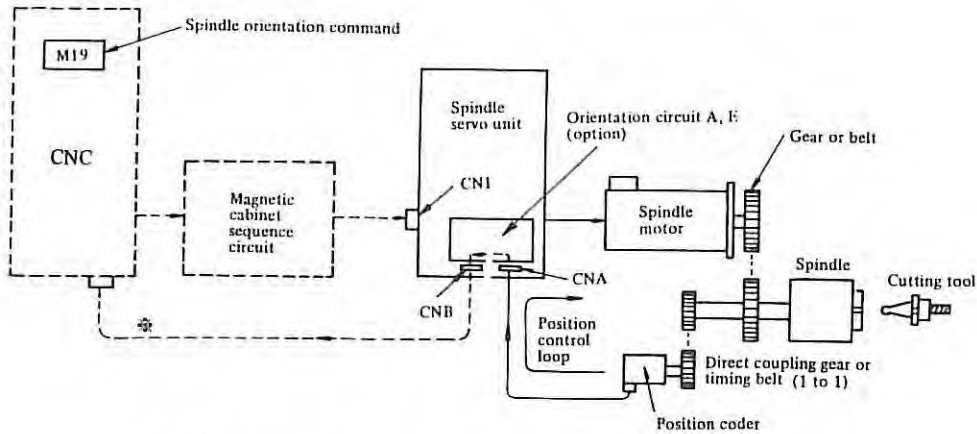 Spindle orientation command
M19
CNC
Spindle
servo unit
Orientation circuit A, E
(option)
Gear or belt
CN1
Magnetic
cabinet
sequence
circuit
Spindle
motor
Spindle
Cutting tool
CNA
CNB
Position
control
loop
Direct coupling gear or
timing belt (1 to 1)
Position coder